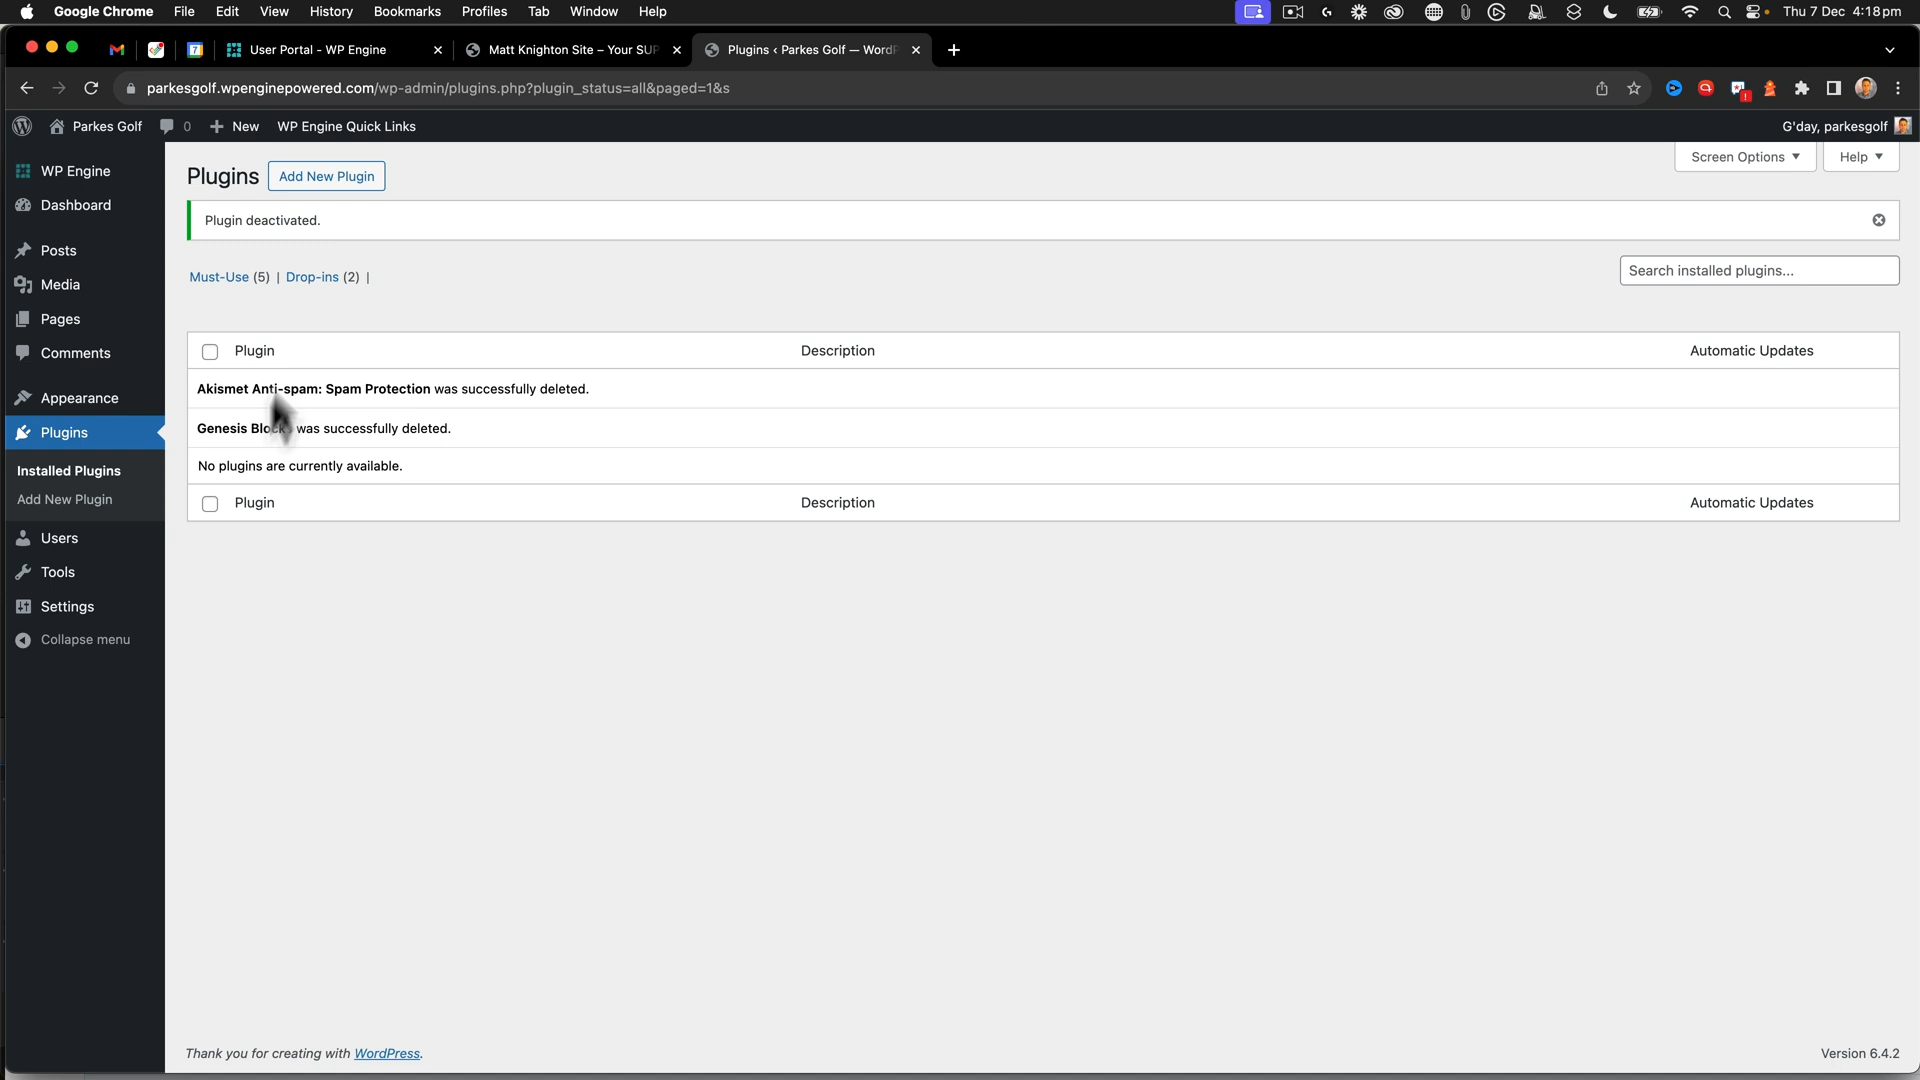 Google Chrome File Edit View History Bookmarks Profiles Tab Window Help Thu 7 Dec 4:18 pm
7 User Portal - WP Engine Matt Knighton Site – Your SUP Plugins ‹ Parkes Golf — WordP
parkesgolf.wpenginepowered.com/wp-admin/plugins.php?plugin_status=all&paged=1&s
Parkes Golf 0 New WP Engine Quick Links G'day, parkesgolf
WP Engine
Dashboard
Posts
Media
Pages
Comments
Appearance
Plugins
Installed Plugins
Add New Plugin
Users
Tools
Settings
Collapse menu
Screen Options Help
Plugins Add New Plugin
Plugin deactivated.
Must-Use (5) | Drop-ins (2) |
Search installed plugins...
Plugin Description Automatic Updates
Akismet Anti-spam: Spam Protection was successfully deleted.
Genesis Blocks was successfully deleted.
No plugins are currently available.
Plugin Description Automatic Updates
Thank you for creating with WordPress. Version 6.4.2